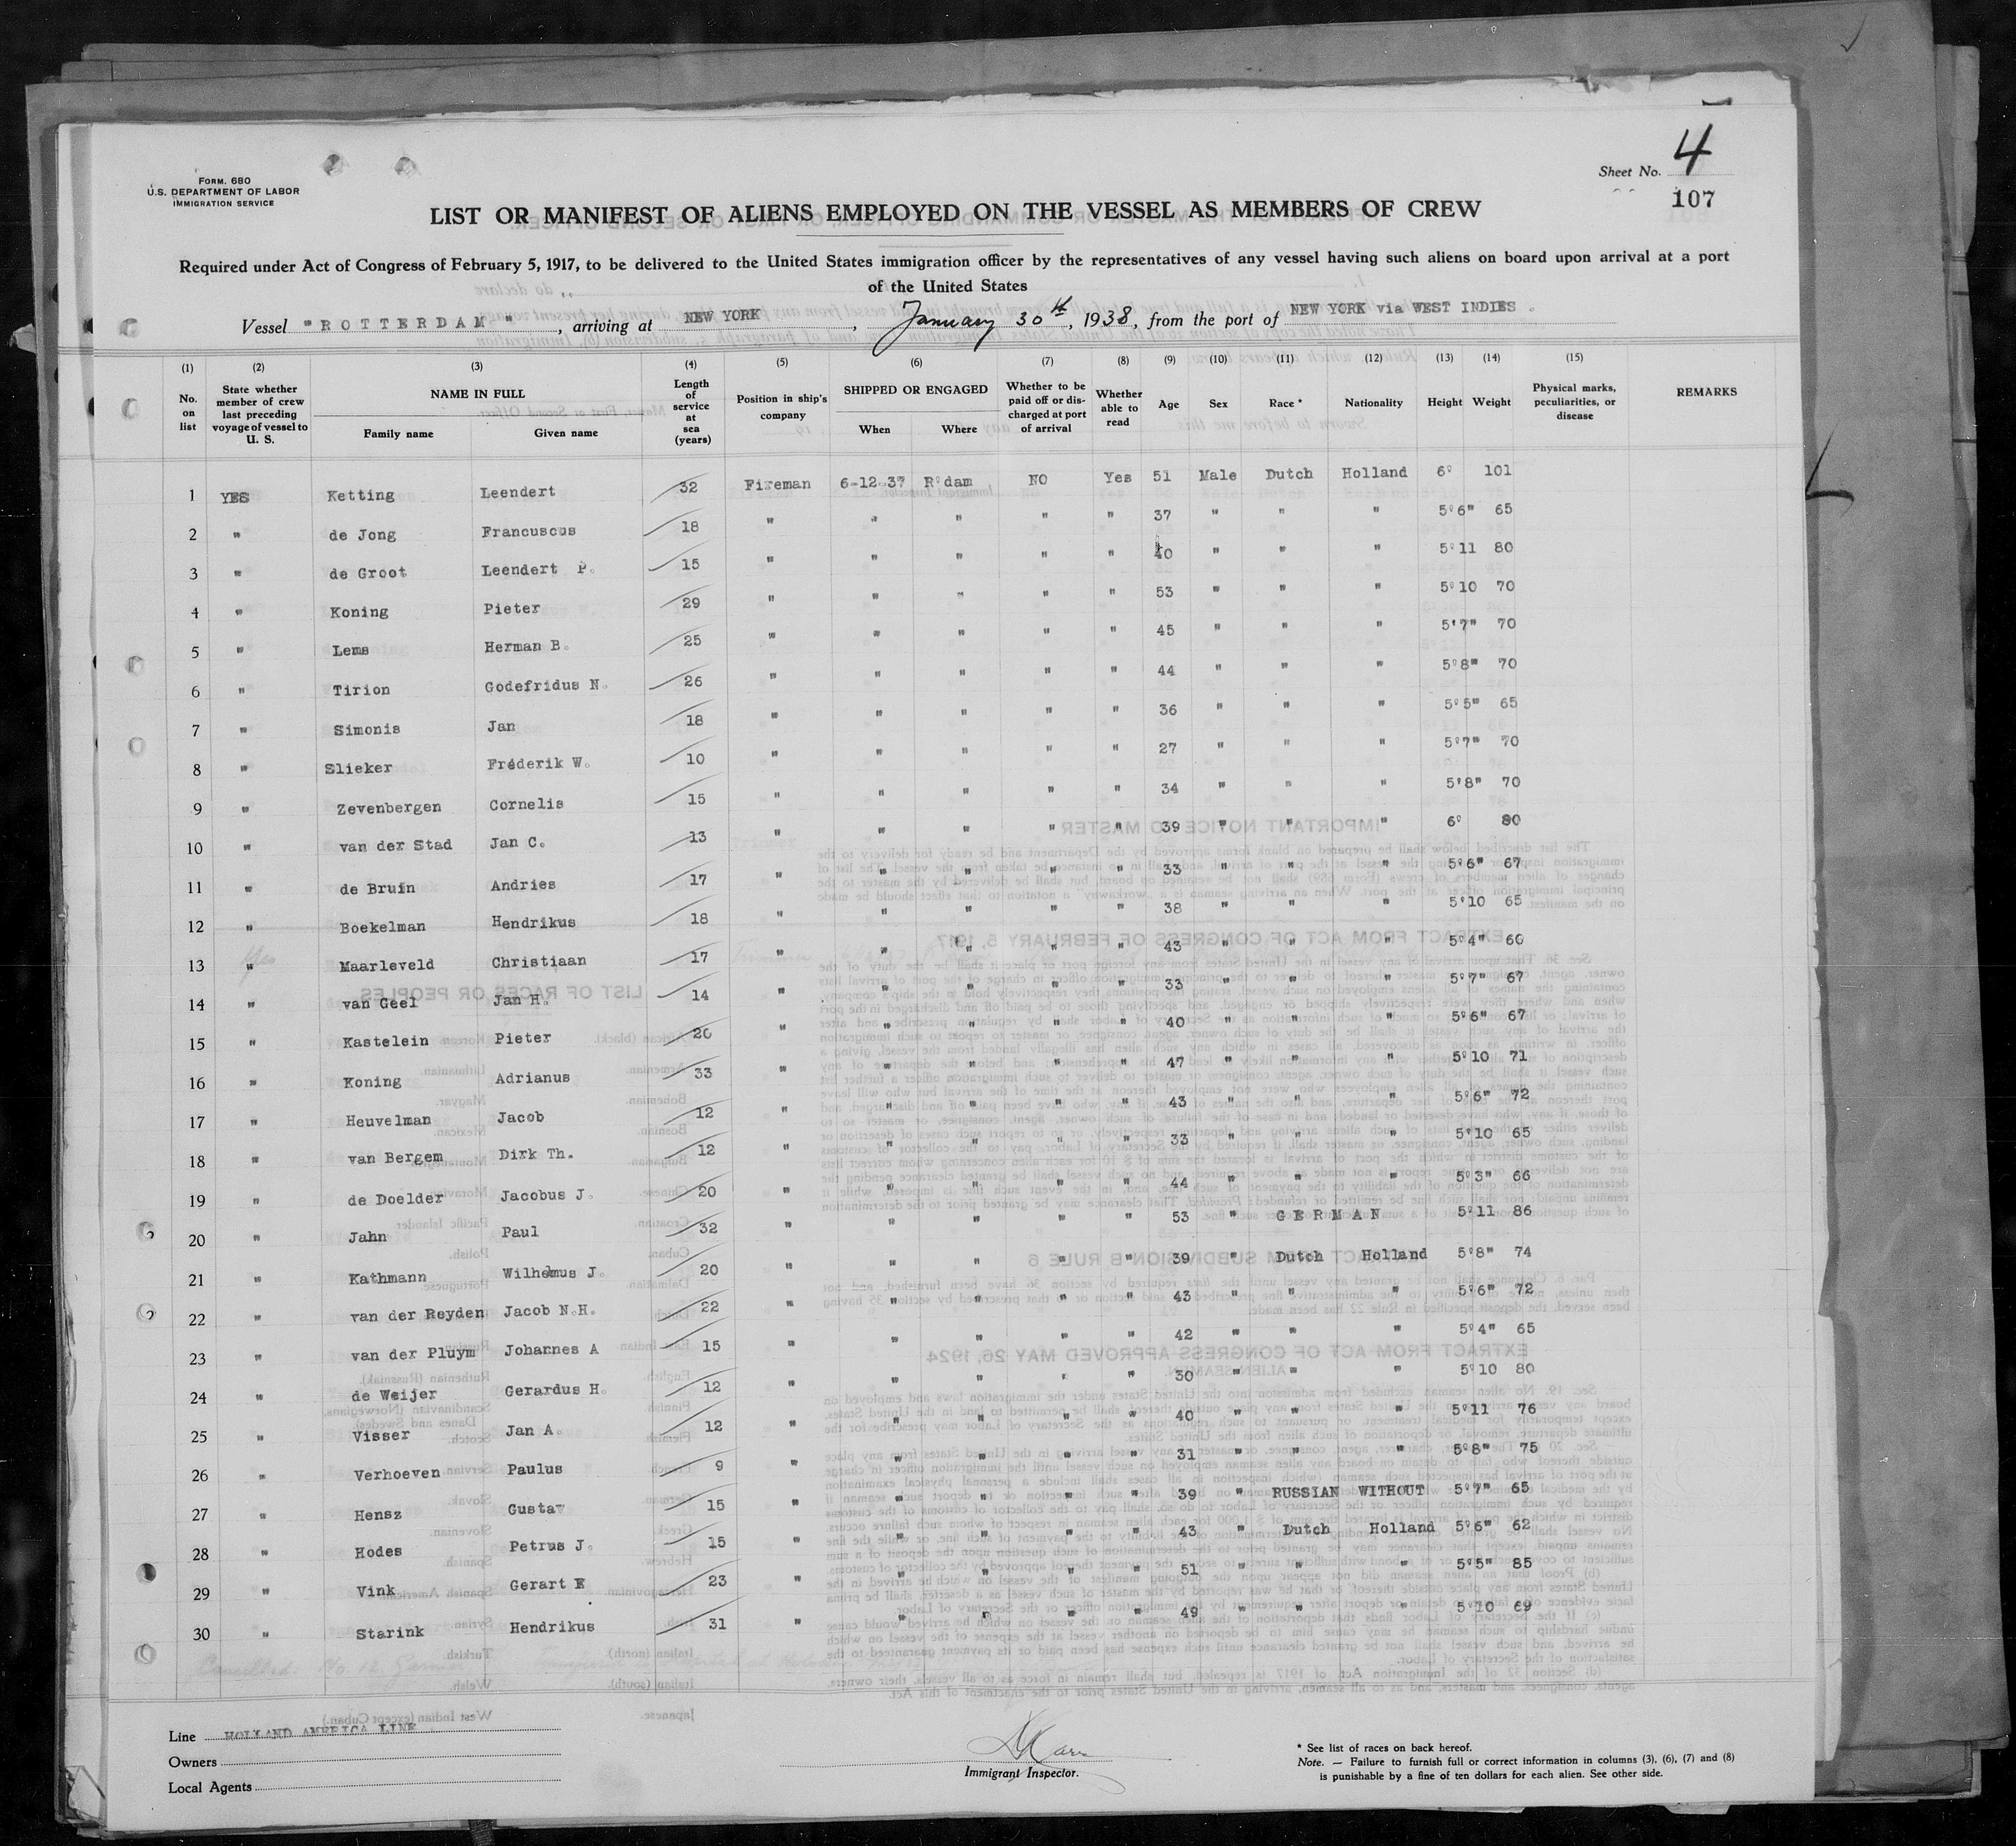 FORM. 680
U.S. DEPARTMENT OF LABOR
IMMIGRATION SERVICE
Sheet No. 4
107
LIST OR MANIFEST OF ALIENS EMPLOYED ON THE VESSEL AS MEMBERS OF CREW
Required under Act of Congress of February 5, 1917, to be delivered to the United States immigration officer by the representatives of any vessel having such aliens on board upon arrival at a port
of the United States
Vessel "ROTTERDAM", arriving at NEW YORK, January 30th, 1938, from the port of NEW YORK via WEST INDIES.
(1) (2) (3) (4) (5) (6) (7) (8) (9) (10) (11) (12) (13) (14) (15)
No. on list State whether member of crew last preceding voyage of vessel to U. S. NAME IN FULL Family name Given name Length of service at sea (years) Position in ship's company SHIPPED OR ENGAGED When Where Whether to be paid off or discharged at port of arrival Whether able to read Age Sex Race * Nationality Height Weight Physical marks, peculiarities, or disease REMARKS
1 YES Ketting Leendert 32 Fireman 6-12-37 R'dam NO Yes 51 Male Dutch Holland 6' 101
2 " de Jong Francuscus 18 " " " " " 37 " " " 5'6" 65
3 " de Groot Leendert P. 15 " " " " " 40 " " " 5'11 80
4 " Koning Pieter 29 " " " " " 53 " " " 5'10 70
5 " Lems Herman B. 25 " " " " " 45 " " " 5'7" 70
6 " Tirion Godefridus N. 26 " " " " " 44 " " " 5'8" 70
7 " Simonis Jan 18 " " " " " 36 " " " 5'5" 65
8 " Slieker Fréderik W. 10 " " " " " 27 " " " 5'7" 70
9 " Zevenbergen Cornelis 15 " " " " " 34 " " " 5'8" 70
10 " van der Stad Jan C. 13 " " " " " 39 " " " 6' 80
11 " de Bruin Andries 17 " " " " " 33 " " " 5'6" 67
12 " Boekelman Hendrikus 18 " " " " " 38 " " " 5'10 65
13 " Maarleveld Christiaan 17 " " " " " 43 " " " 5'4" 60
14 " van Geel Jan H. 14 " " " " " 33 " " " 5'7" 67
15 " Kastelein Pieter 20 " " " " " 40 " " " 5'6" 67
16 " Koning Adrianus 33 " " " " " 47 " " " 5'10 71
17 " Heuvelman Jacob 12 " " " " " 43 " " " 5'6" 72
18 " van Bergem Dirk Th. 12 " " " " " 33 " " " 5'10 65
19 " de Doelder Jacobus J. 20 " " " " " 44 " " " 5'3" 66
20 " Jahn Paul 32 " " " " " 53 " GERMAN 5'11 86
21 " Kathmann Wilhelmus J. 20 " " " " " 39 " Dutch Holland 5'8" 74
22 " van der Reyden Jacob N.H. 22 " " " " " 43 " " " 5'6" 72
23 " van der Pluym Johannes A 15 " " " " " 42 " " " 5'4" 65
24 " de Weijer Gerardus H. 12 " " " " " 30 " " " 5'10 80
25 " Visser Jan A. 12 " " " " " 40 " " " 5'11 76
26 " Verhoeven Paulus 9 " " " " " 31 " " " 5'8" 75
27 " Hensz Gustav 15 " " " " " 39 " RUSSIAN WITHOUT 5'7" 65
28 " Hodes Petrus J. 15 " " " " " 43 " Dutch Holland 5'6" 62
29 " Vink Gerart E 23 " " " " " 51 " " " 5'5" 85
30 " Starink Hendrikus 31 " " " " " 49 " " " 5'10 69
Line HOLLAND AMERICA LINE
Owners
Local Agents
Immigrant Inspector.
* See list of races on back hereof.
Note. — Failure to furnish full or correct information in columns (3), (6), (7) and (8)
is punishable by a fine of ten dollars for each alien. See other side.